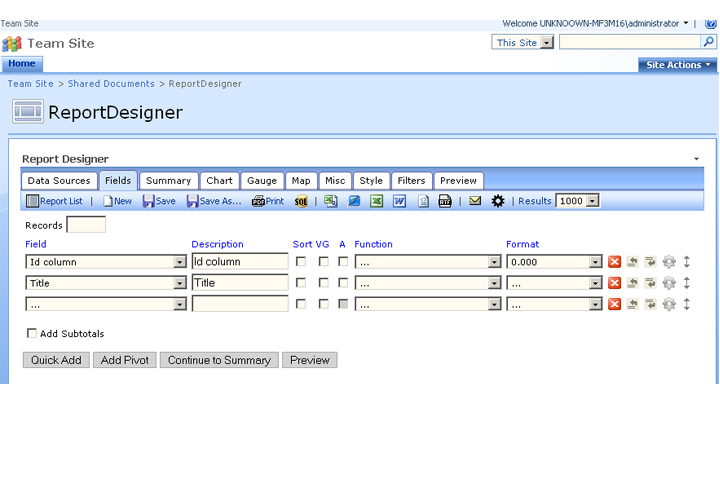 Team Site
Welcome UNKNOOWN-MF3M16\administrator
Team Site
This Site
Home
Site Actions
Team Site > Shared Documents > ReportDesigner
ReportDesigner
Report Designer
Data Sources Fields Summary Chart Gauge Map Misc Style Filters Preview
Report List | New Save Save As... PDF Print SQL | RTF | Results 1000
Records
Field Description Sort VG A Function Format
Id column Id column ... 0.000
Title Title ... ...
... ... ...
Add Subtotals
Quick Add Add Pivot Continue to Summary Preview